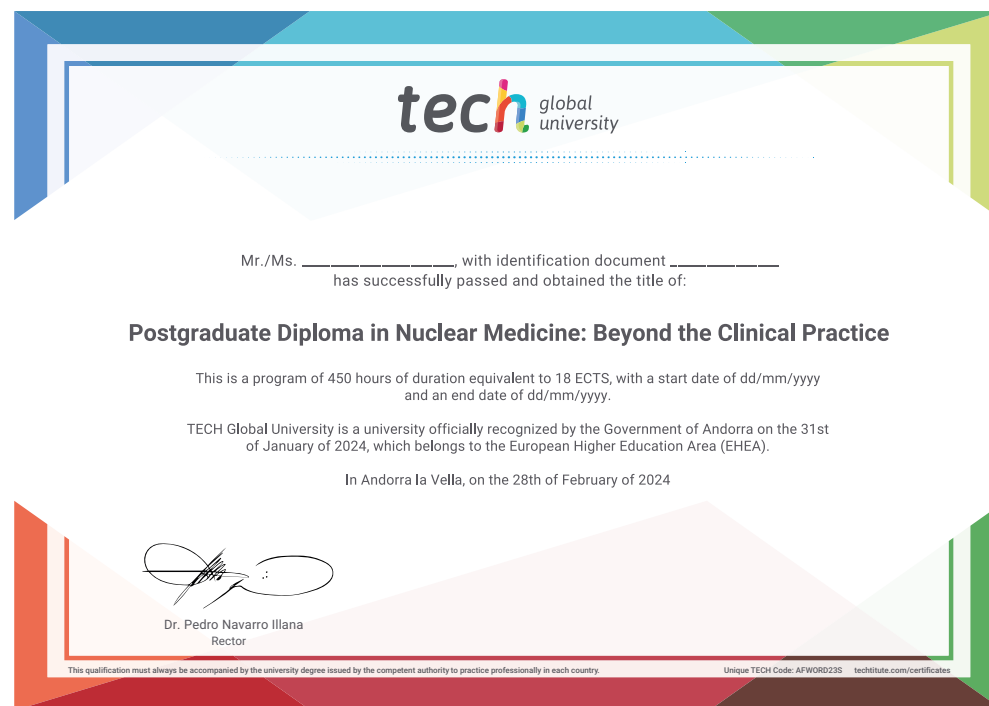 tech global
university
Mr./Ms. ____________________, with identification document ______________
has successfully passed and obtained the title of:
Postgraduate Diploma in Nuclear Medicine: Beyond the Clinical Practice
This is a program of 450 hours of duration equivalent to 18 ECTS, with a start date of dd/mm/yyyy
and an end date of dd/mm/yyyy.
TECH Global University is a university officially recognized by the Government of Andorra on the 31st
of January of 2024, which belongs to the European Higher Education Area (EHEA).
In Andorra la Vella, on the 28th of February of 2024
Dr. Pedro Navarro Illana
Rector
This qualification must always be accompanied by the university degree issued by the competent authority to practice professionally in each country. Unique TECH Code: AFWORD23S techtitute.com/certificates